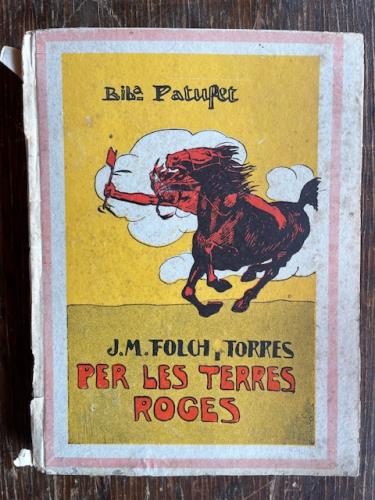 Biba Patufet
J. M. FOLCH i TORRES
PER LES TERRES
ROGES